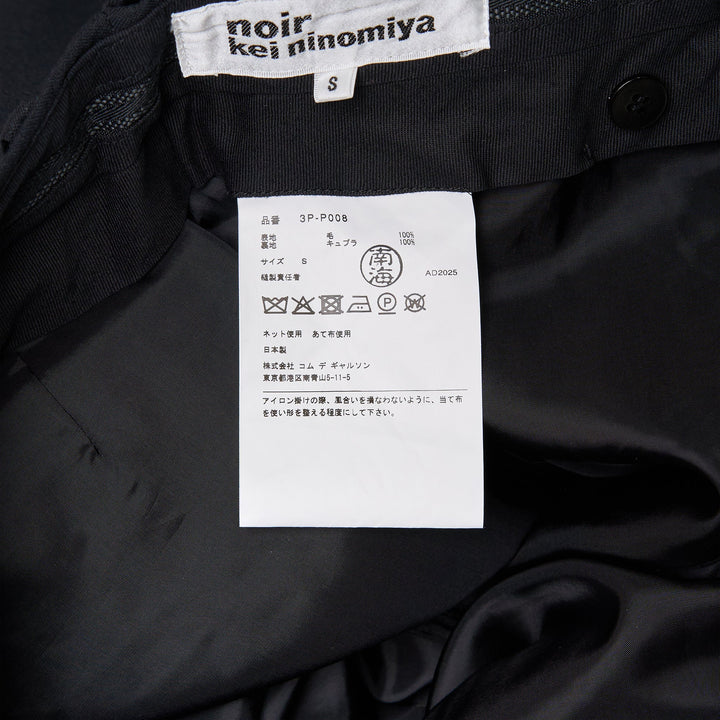 noir
kei ninomiya
S
品番 3P-P008
表地 毛 100%
裏地 キュプラ 100%
サイズ S
縫製責任者 南海 AD2025
P W
ネット使用 あて布使用
日本製
株式会社 コム デ ギャルソン
東京都港区南青山5-11-5
アイロン掛けの際、風合いを損なわないように、当て布
を使い形を整える程度にして下さい。